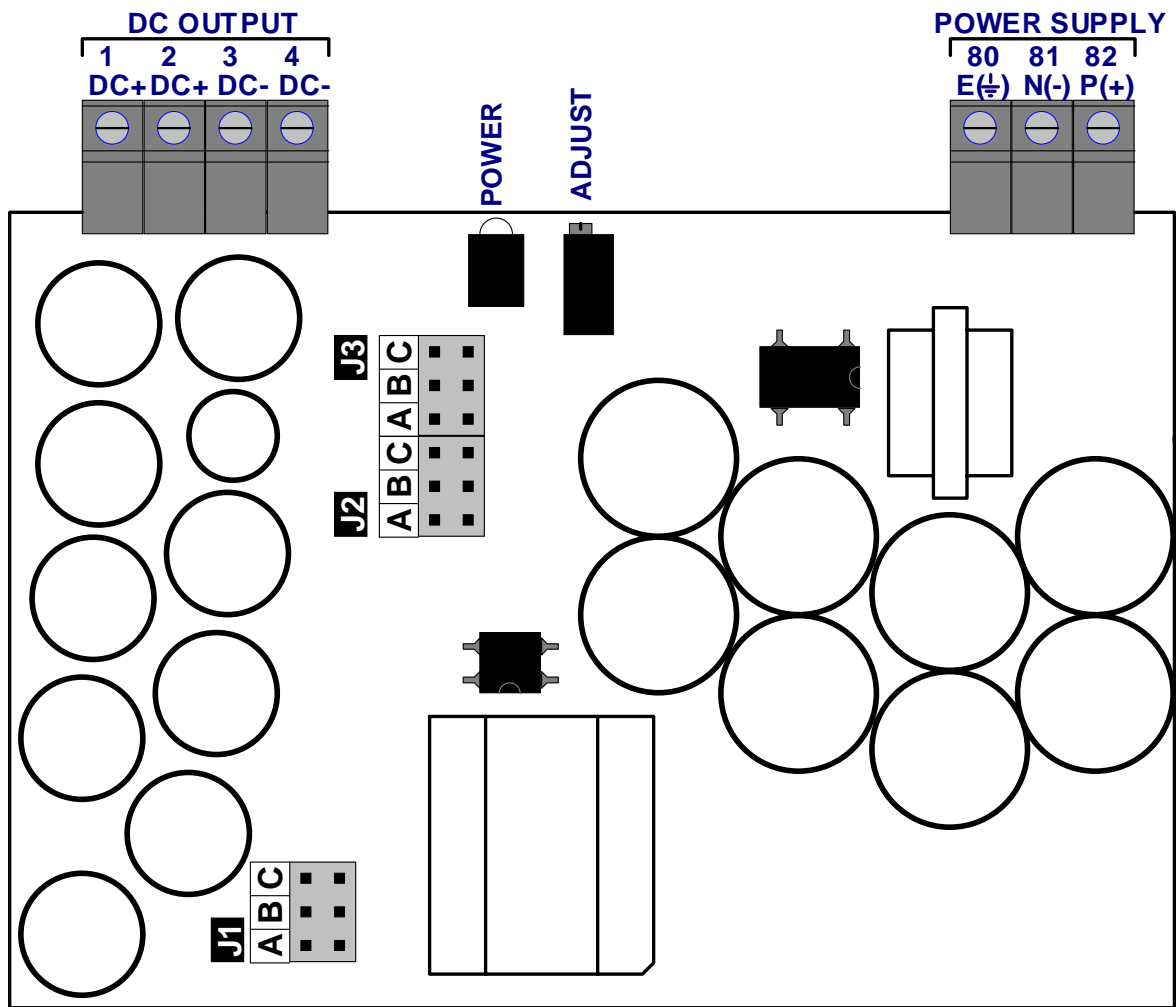 DC OUTPUT
1 2 3 4
DC+ DC+ DC- DC-
POWER SUPPLY
80 81 82
E(⏚) N(-) P(+)
POWER
ADJUST
J3
C
B
A
J2
C
B
A
J1
C
B
A